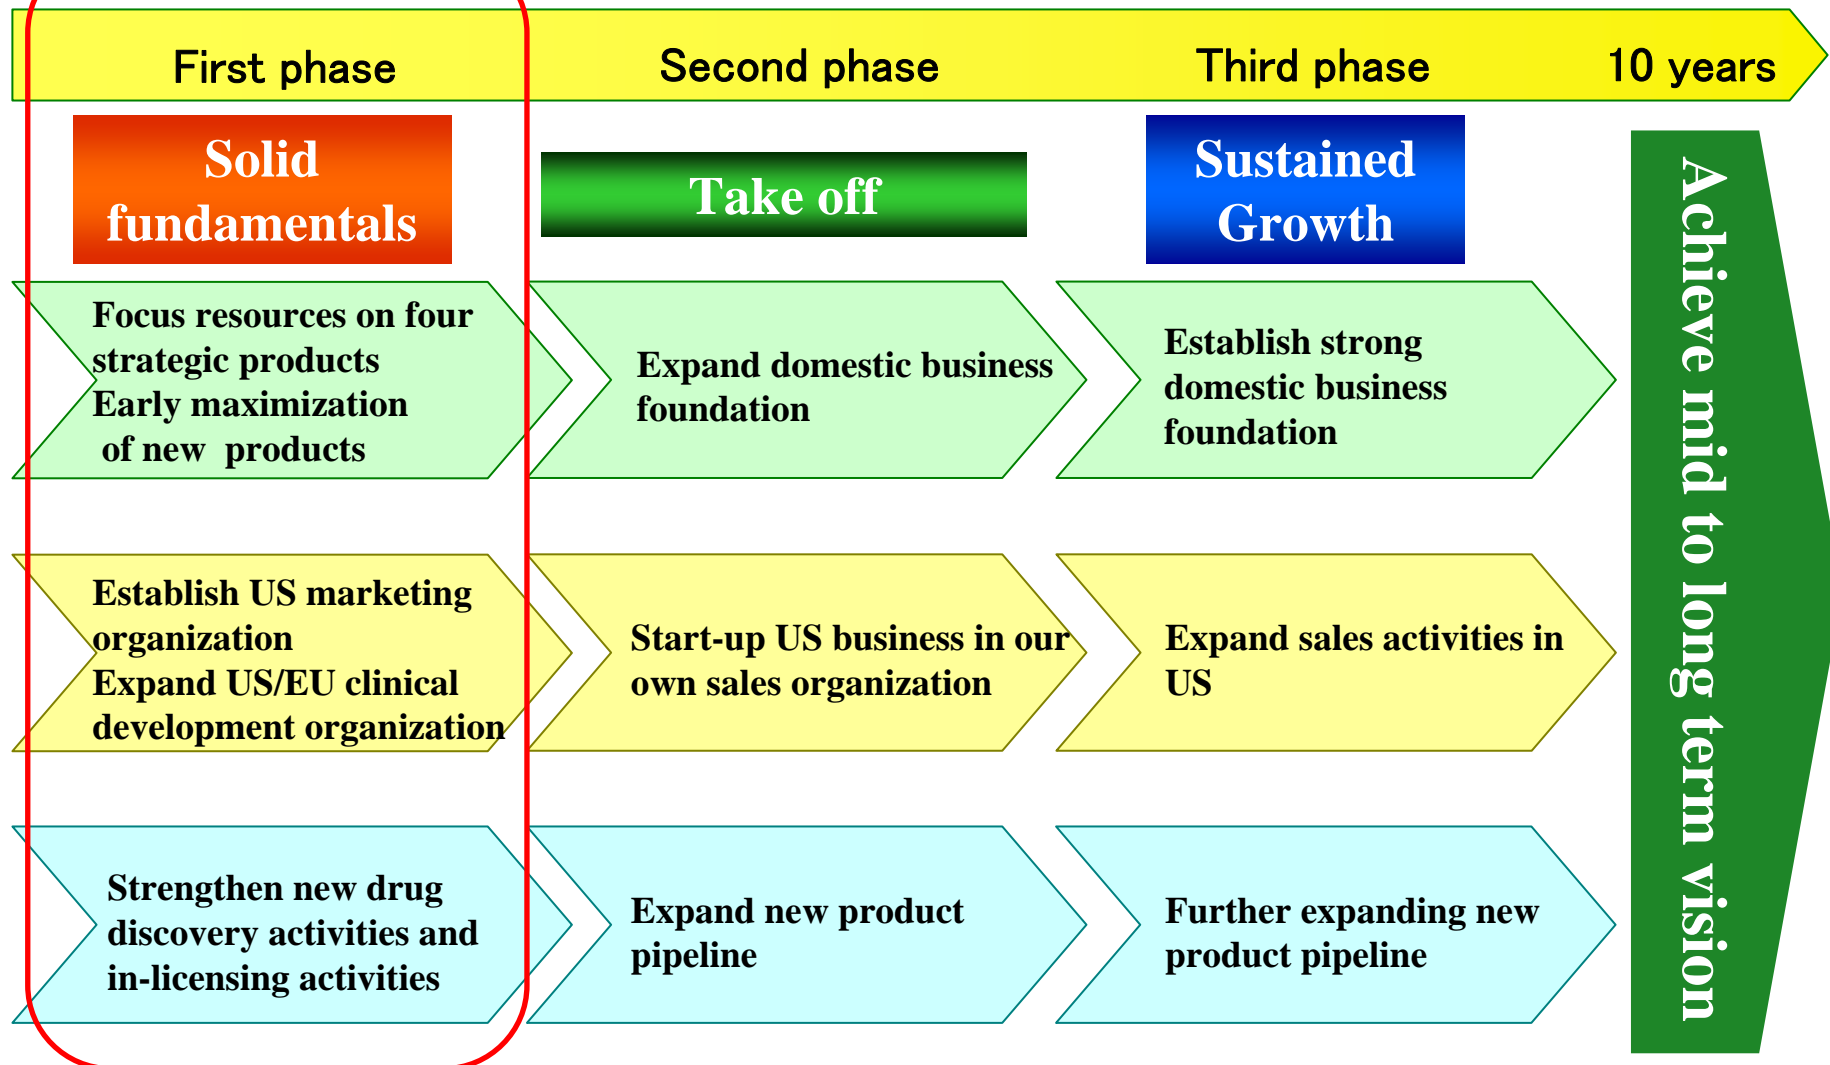 First phase
Second phase
Third phase
10 years
Solid
fundamentals
Take off
Sustained
Growth
Focus resources on four
strategic products
Early maximization
of new products
Expand domestic business
foundation
Establish strong
domestic business
foundation
Establish US marketing
organization
Expand US/EU clinical
development organization
Start-up US business in our
own sales organization
Expand sales activities in
US
Strengthen new drug
discovery activities and
in-licensing activities
Expand new product
pipeline
Further expanding new
product pipeline
Achieve mid to long term vision